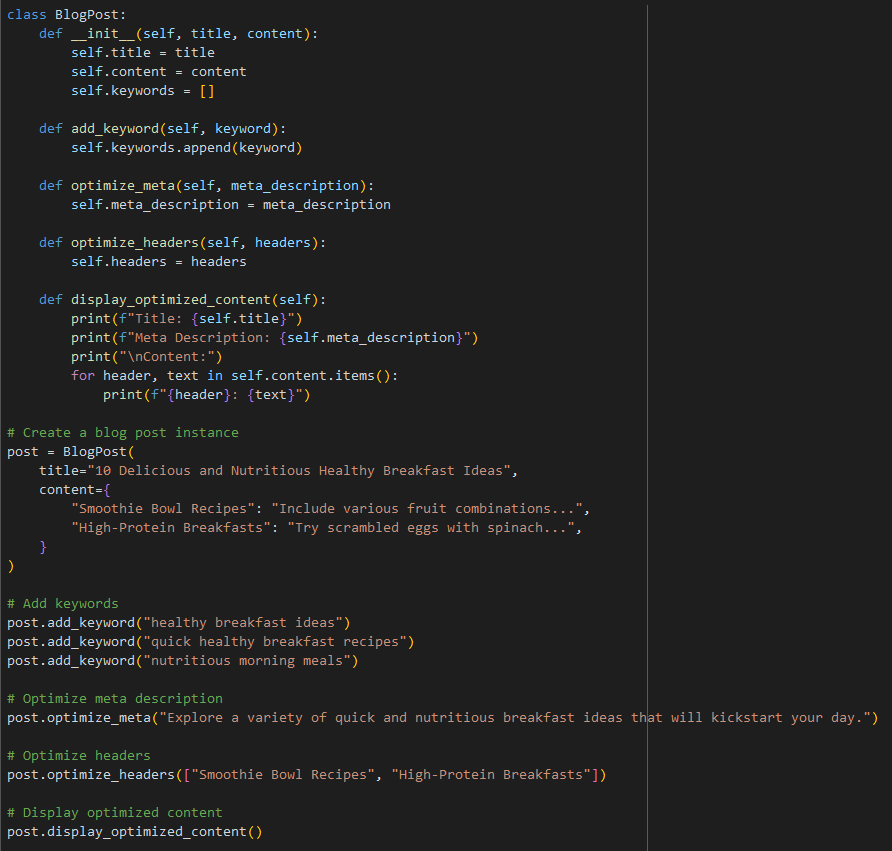 class BlogPost:
    def __init__(self, title, content):
        self.title = title
        self.content = content
        self.keywords = []

    def add_keyword(self, keyword):
        self.keywords.append(keyword)

    def optimize_meta(self, meta_description):
        self.meta_description = meta_description

    def optimize_headers(self, headers):
        self.headers = headers

    def display_optimized_content(self):
        print(f"Title: {self.title}")
        print(f"Meta Description: {self.meta_description}")
        print("\nContent:")
        for header, text in self.content.items():
            print(f"{header}: {text}")

# Create a blog post instance
post = BlogPost(
    title="10 Delicious and Nutritious Healthy Breakfast Ideas",
    content={
        "Smoothie Bowl Recipes": "Include various fruit combinations...",
        "High-Protein Breakfasts": "Try scrambled eggs with spinach...",
    }
)

# Add keywords
post.add_keyword("healthy breakfast ideas")
post.add_keyword("quick healthy breakfast recipes")
post.add_keyword("nutritious morning meals")

# Optimize meta description
post.optimize_meta("Explore a variety of quick and nutritious breakfast ideas that will kickstart your day.")

# Optimize headers
post.optimize_headers(["Smoothie Bowl Recipes", "High-Protein Breakfasts"])

# Display optimized content
post.display_optimized_content()